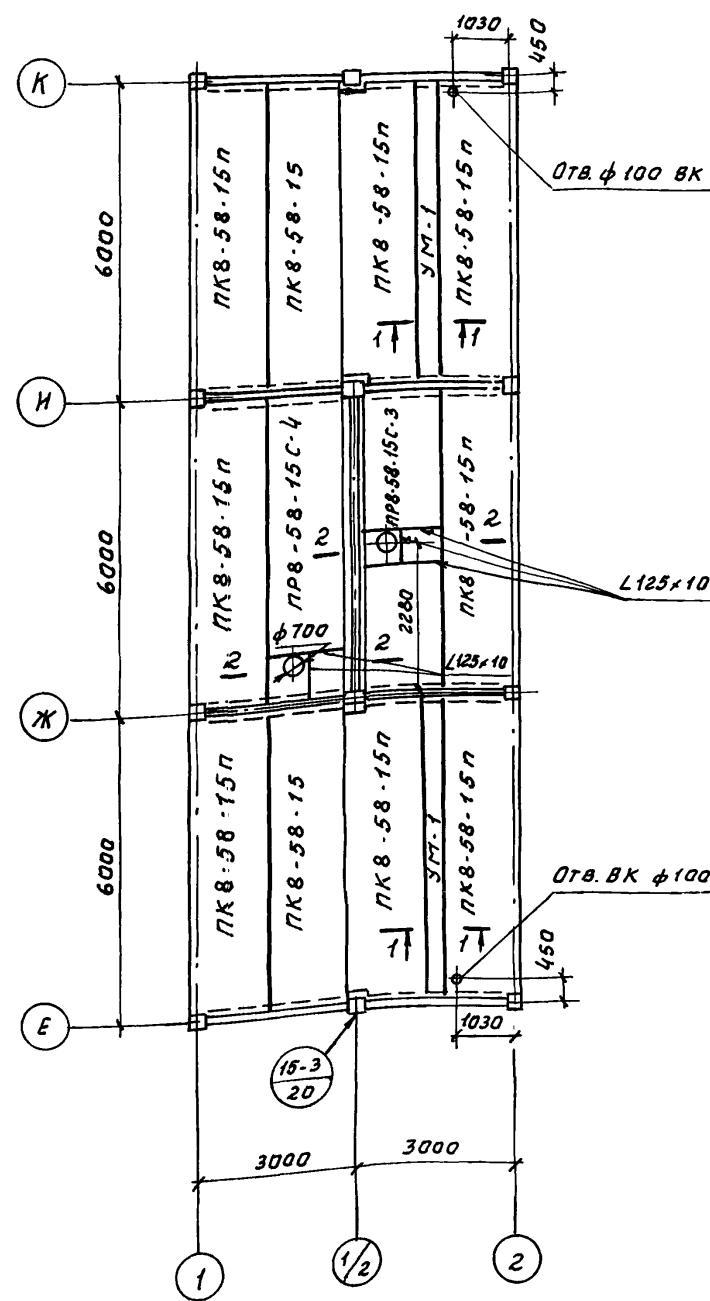 1030
450
К
Отв. ф 100 ВК
6000
ПК8-58-15п
ПК8-58-15
ПК8-58-15п
УМ-1
ПК8-58-15п
1
1
И
6000
ПК8-58-15п
ПР8-58-15С-4
ПР8-58-15С-3
ПК8-58-15п
2
2
L125×10
2280
ф700
2
2
L125×10
Ж
6000
ПК8-58-15п
ПК8-58-15
ПК8-58-15п
УМ-1
ПК8-58-15п
Отв. ВК ф100
1
1
450
Е
1030
15-3
20
3000
3000
1
1/2
2